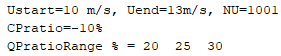 Ustart=10 m/s, Uend=13m/s, NU=1001
CPratio=-10%
QPratioRange % = 20  25  30